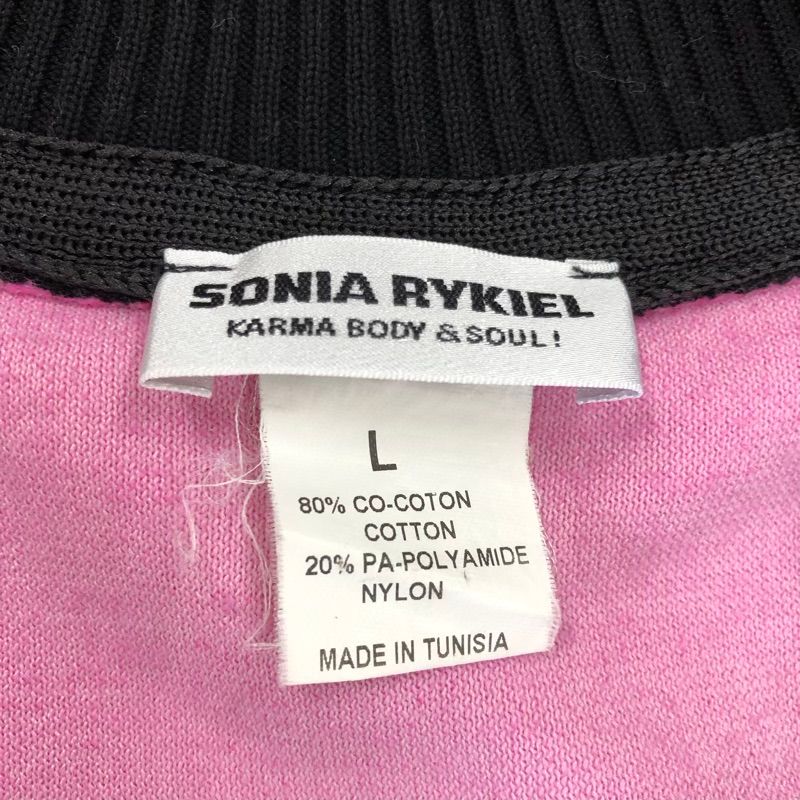 SONIA RYKIEL
KARMA BODY & SOUL!
L
80% CO-COTON
COTTON
20% PA-POLYAMIDE
NYLON
MADE IN TUNISIA